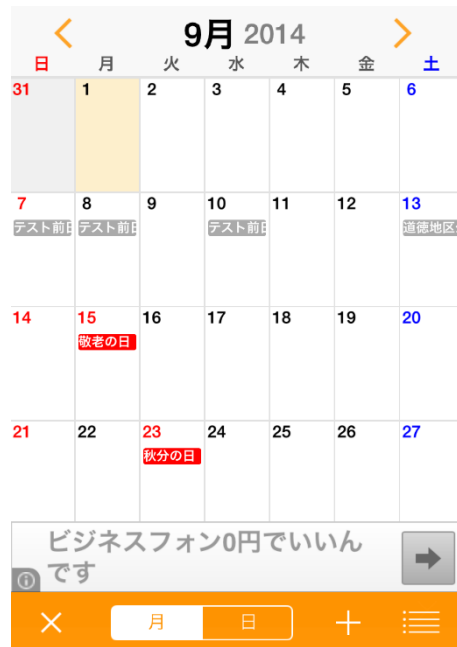 9月 2014
日 月 火 水 木 金 土
31 1 2 3 4 5 6
7 8 9 10 11 12 13
テスト前日 テスト前日 テスト前日 道徳地区
14 15 16 17 18 19 20
敬老の日
21 22 23 24 25 26 27
秋分の日
ビジネスフォン0円でいいん
です
月 日